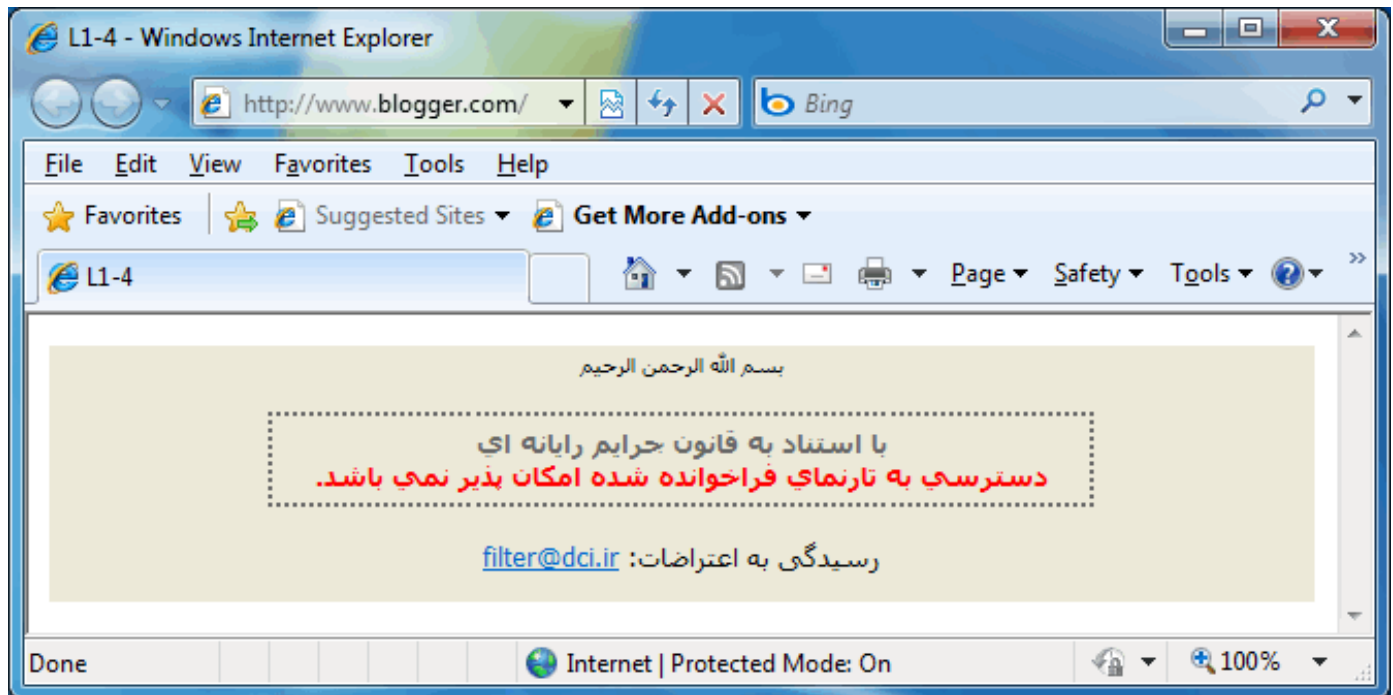 L1-4 - Windows Internet Explorer
http://www.blogger.com/ Bing
File Edit View Favorites Tools Help
Favorites Suggested Sites Get More Add-ons
L1-4 Page Safety Tools
بسم الله الرحمن الرحيم
با استناد به قانون جرايم رايانه اي
دسترسي به تارنماي فراخوانده شده امكان پذير نمي باشد.
رسیدگی به اعتراضات: filter@dci.ir
Done Internet | Protected Mode: On 100%